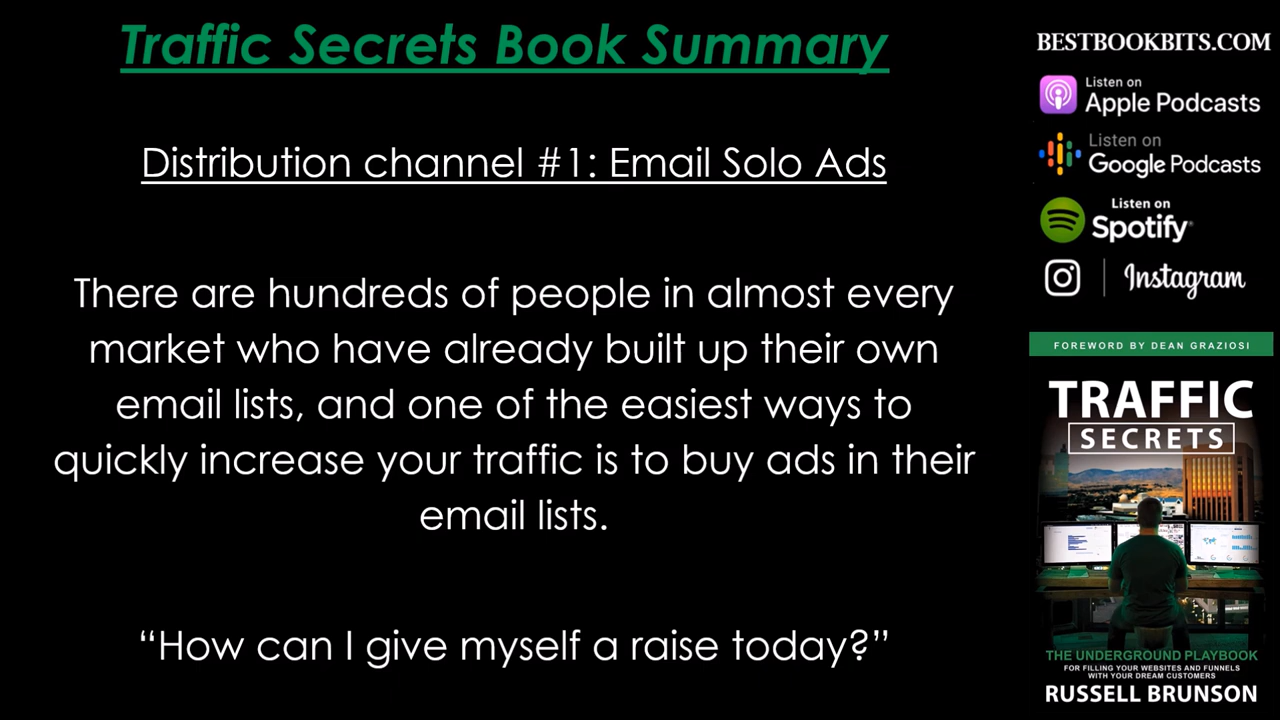 Traffic Secrets Book Summary
Distribution channel #1: Email Solo Ads
There are hundreds of people in almost every
market who have already built up their own
email lists, and one of the easiest ways to
quickly increase your traffic is to buy ads in their
email lists.
“How can I give myself a raise today?”
BESTBOOKBITS.COM
Listen on
Apple Podcasts
Listen on
Google Podcasts
Listen on
Spotify
Instagram
FOREWORD BY DEAN GRAZIOSI
TRAFFIC
SECRETS
THE UNDERGROUND PLAYBOOK
FOR FILLING YOUR WEBSITES AND FUNNELS
WITH YOUR DREAM CUSTOMERS
RUSSELL BRUNSON